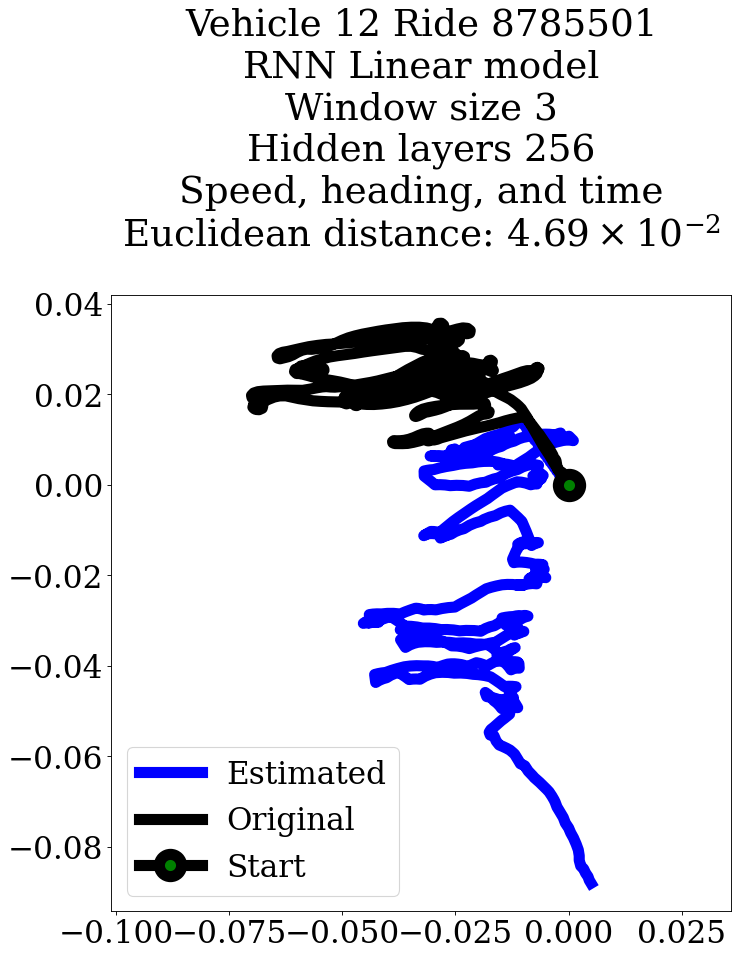 Vehicle 12 Ride 8785501
RNN Linear model
Window size 3
Hidden layers 256
Speed, heading, and time
Euclidean distance: 4.69 × 10⁻²
0.04
0.02
0.00
−0.02
−0.04
−0.06
−0.08
Estimated
Original
Start
−0.100 −0.075 −0.050 −0.025 0.000 0.025